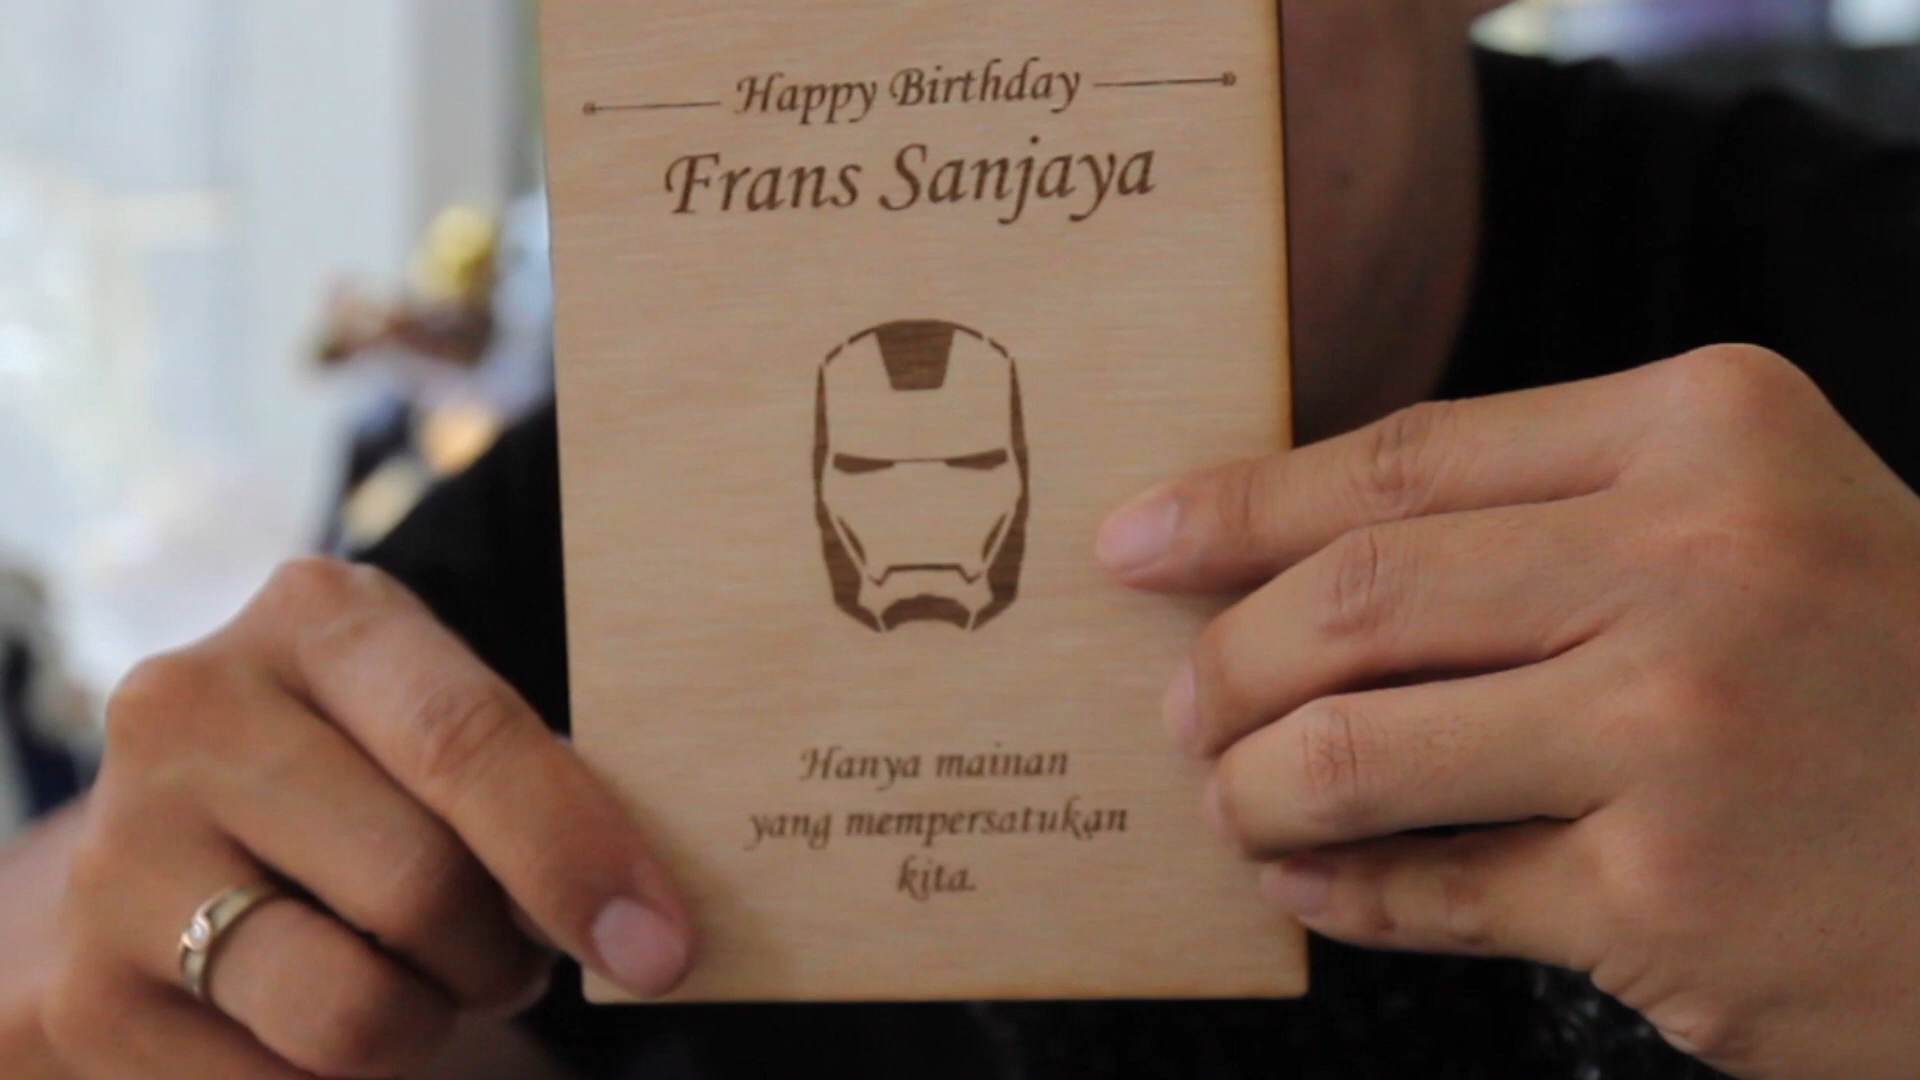 Happy Birthday
Frans Sanjaya
Hanya mainan
yang mempersatukan
kita.